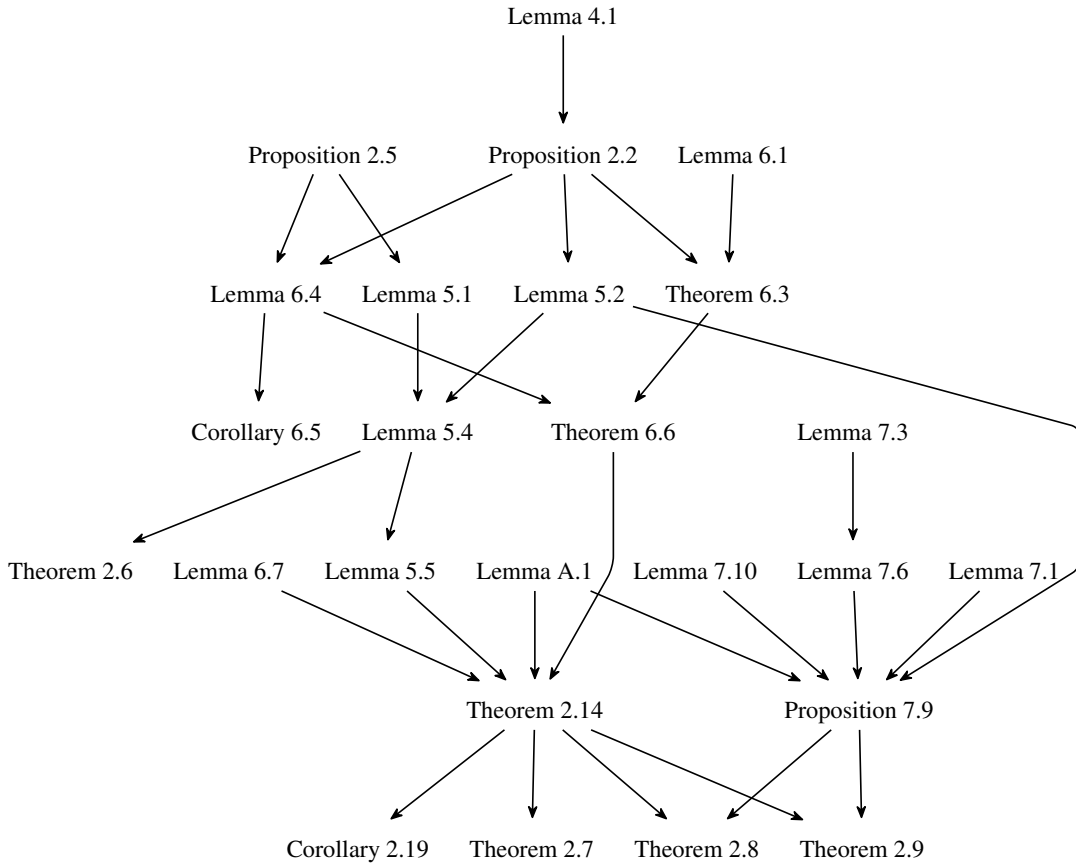 Lemma 4.1
Proposition 2.5 Proposition 2.2 Lemma 6.1
Lemma 6.4 Lemma 5.1 Lemma 5.2 Theorem 6.3
Corollary 6.5 Lemma 5.4 Theorem 6.6 Lemma 7.3
Theorem 2.6 Lemma 6.7 Lemma 5.5 Lemma A.1 Lemma 7.10 Lemma 7.6 Lemma 7.1
Theorem 2.14 Proposition 7.9
Corollary 2.19 Theorem 2.7 Theorem 2.8 Theorem 2.9